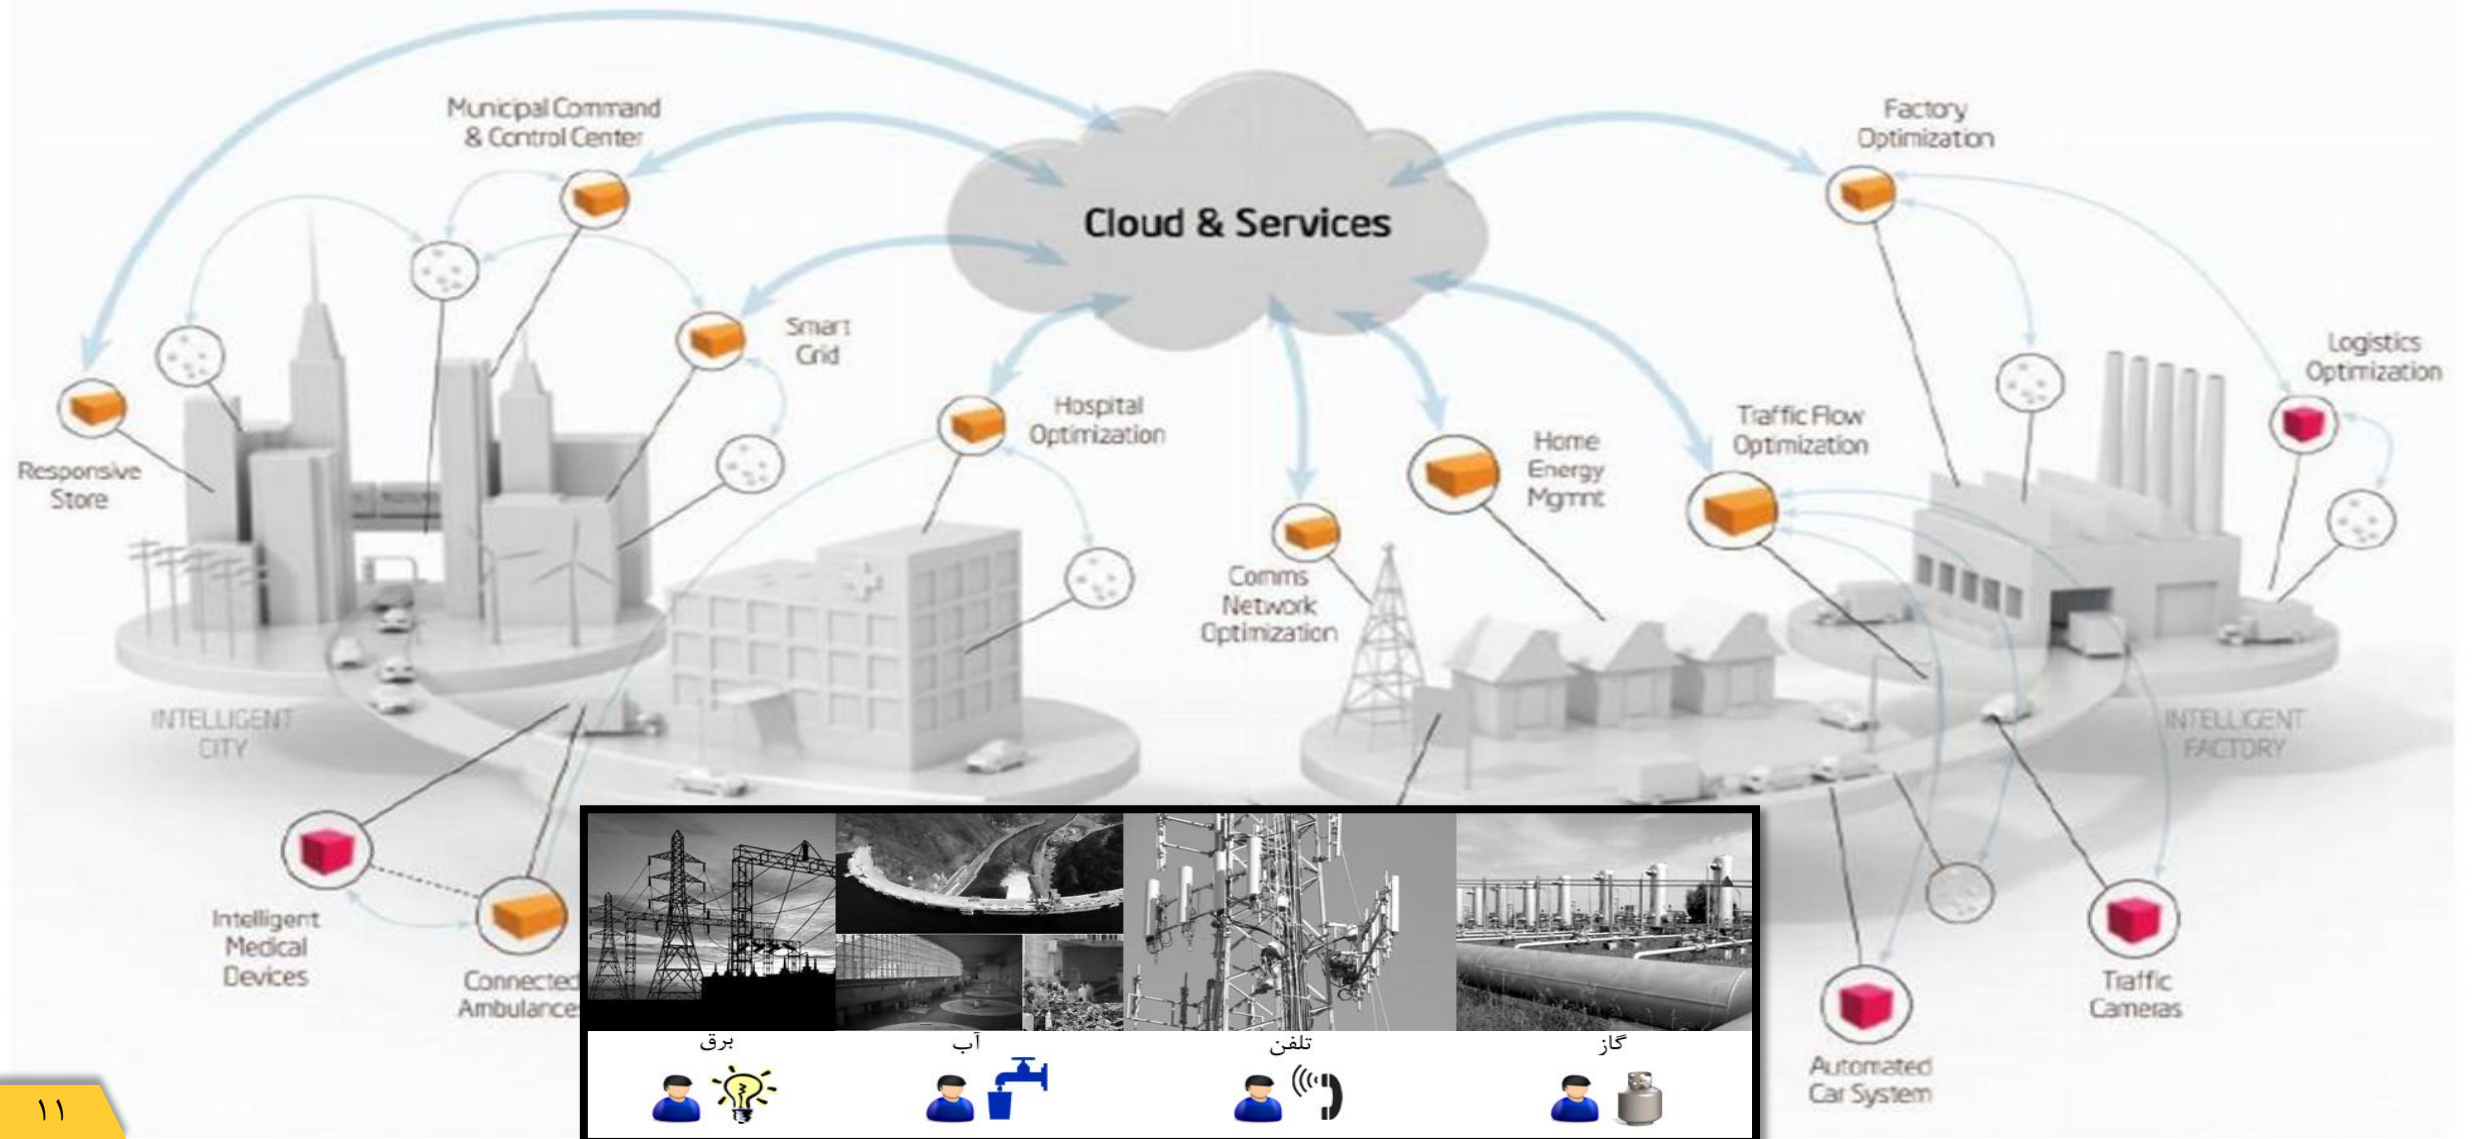 Municipal Command
& Control Center
Cloud & Services
Factory
Optimization
Smart
Grid
Logistics
Optimization
Responsive
Store
Hospital
Optimization
Home
Energy
Mgmnt
Traffic Flow
Optimization
Comms
Network
Optimization
INTELLIGENT
CITY
INTELLIGENT
FACTORY
Intelligent
Medical
Devices
Connected
Ambulances
Traffic
Cameras
Automated
Car System
برق
آب
تلفن
گاز
۱۱